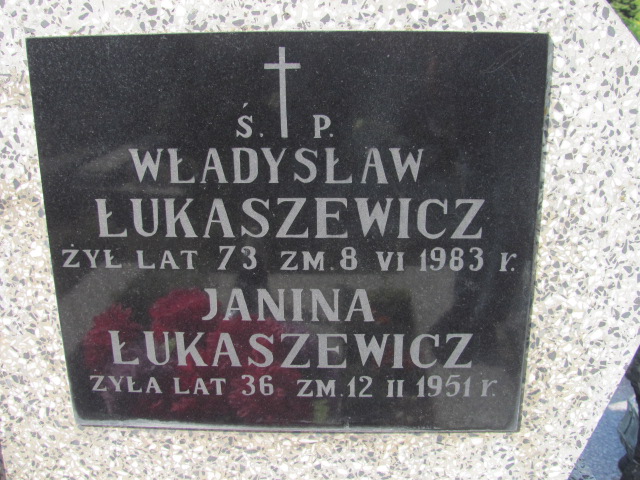 Ś. P.
WŁADYSŁAW
ŁUKASZEWICZ
ŻYŁ LAT 73 ZM. 8 VI 1983 r.
JANINA
ŁUKASZEWICZ
ŻYŁA LAT 36 ZM. 12 II 1951 r.